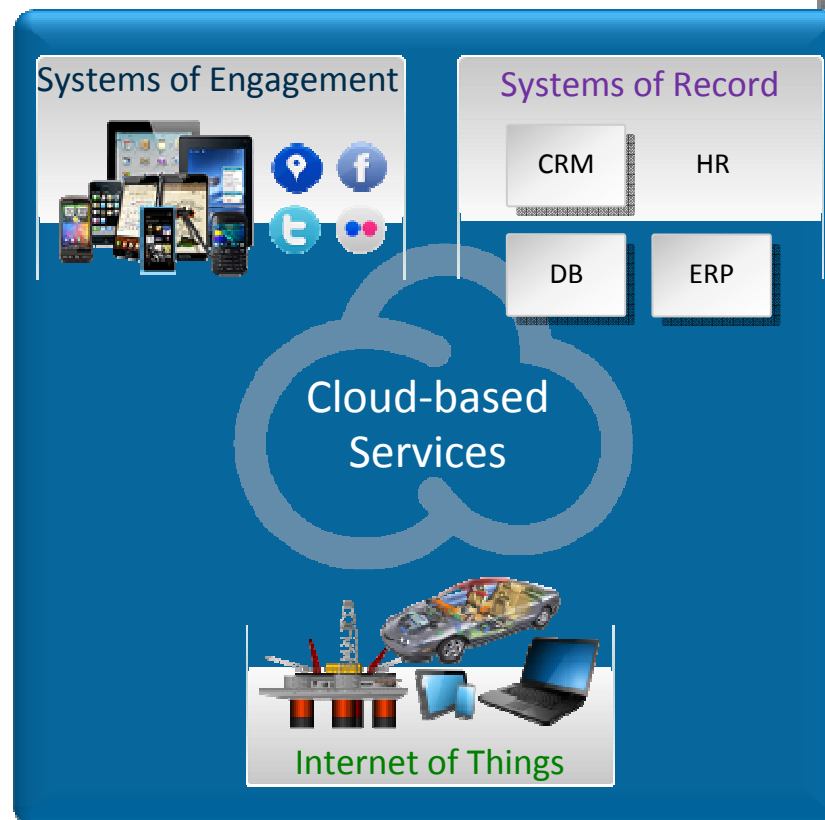 Systems of Engagement
Systems of Record
CRM
HR
DB
ERP
Cloud-based
Services
Internet of Things